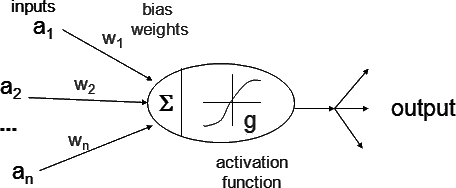 inputs
bias
weights
a1
w1
a2
w2
...
wn
an
Σ
g
output
activation
function